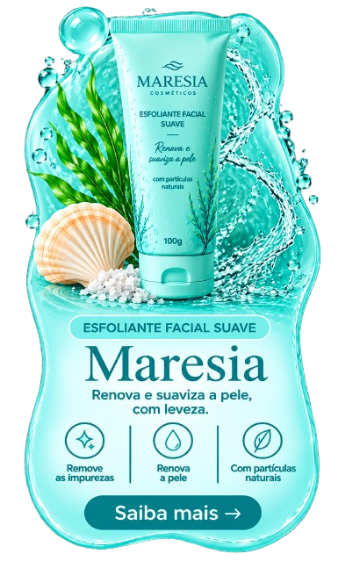 MARESIA
COSMÉTICOS
ESFOLIANTE FACIAL
SUAVE
Renova e
suaviza a pele
com partículas
naturais
100g
ESFOLIANTE FACIAL SUAVE
Maresia
Renova e suaviza a pele,
com leveza.
Remove
as impurezas
Renova
a pele
Com partículas
naturais
Saiba mais →